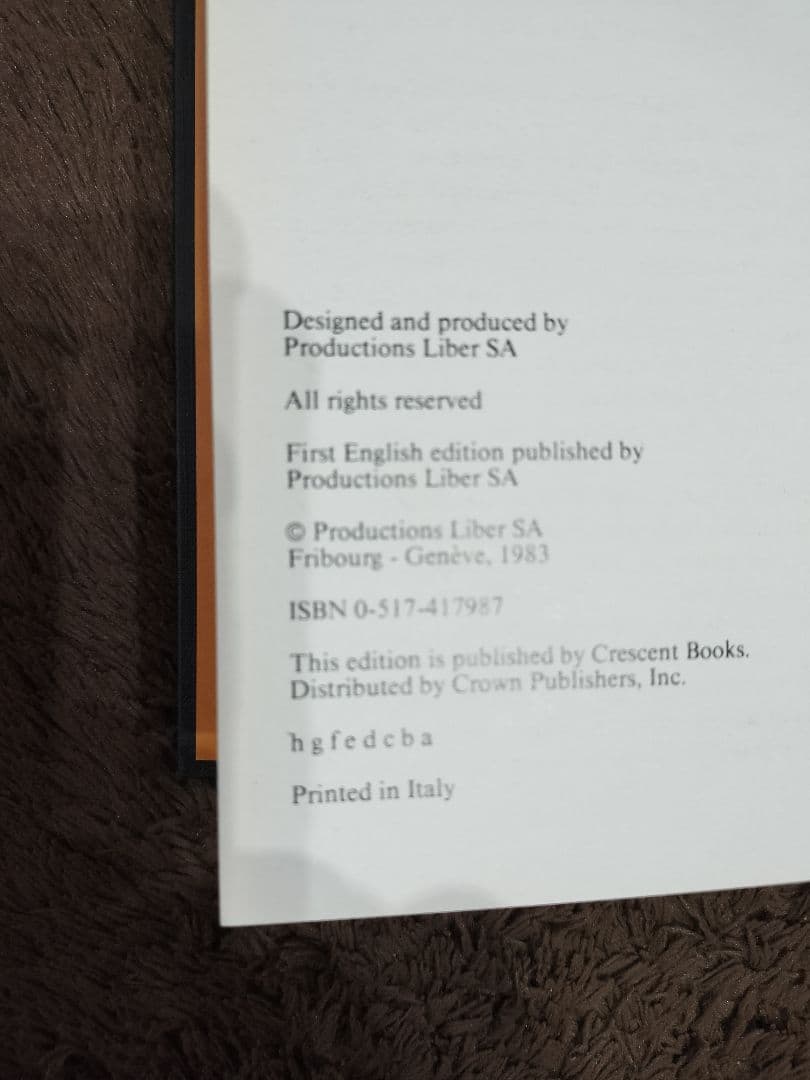 Designed and produced by
Productions Liber SA
All rights reserved
First English edition published by
Productions Liber SA
© Productions Liber SA
Fribourg - Genève, 1983
ISBN 0-517-417987
This edition is published by Crescent Books.
Distributed by Crown Publishers, Inc.
h g f e d c b a
Printed in Italy